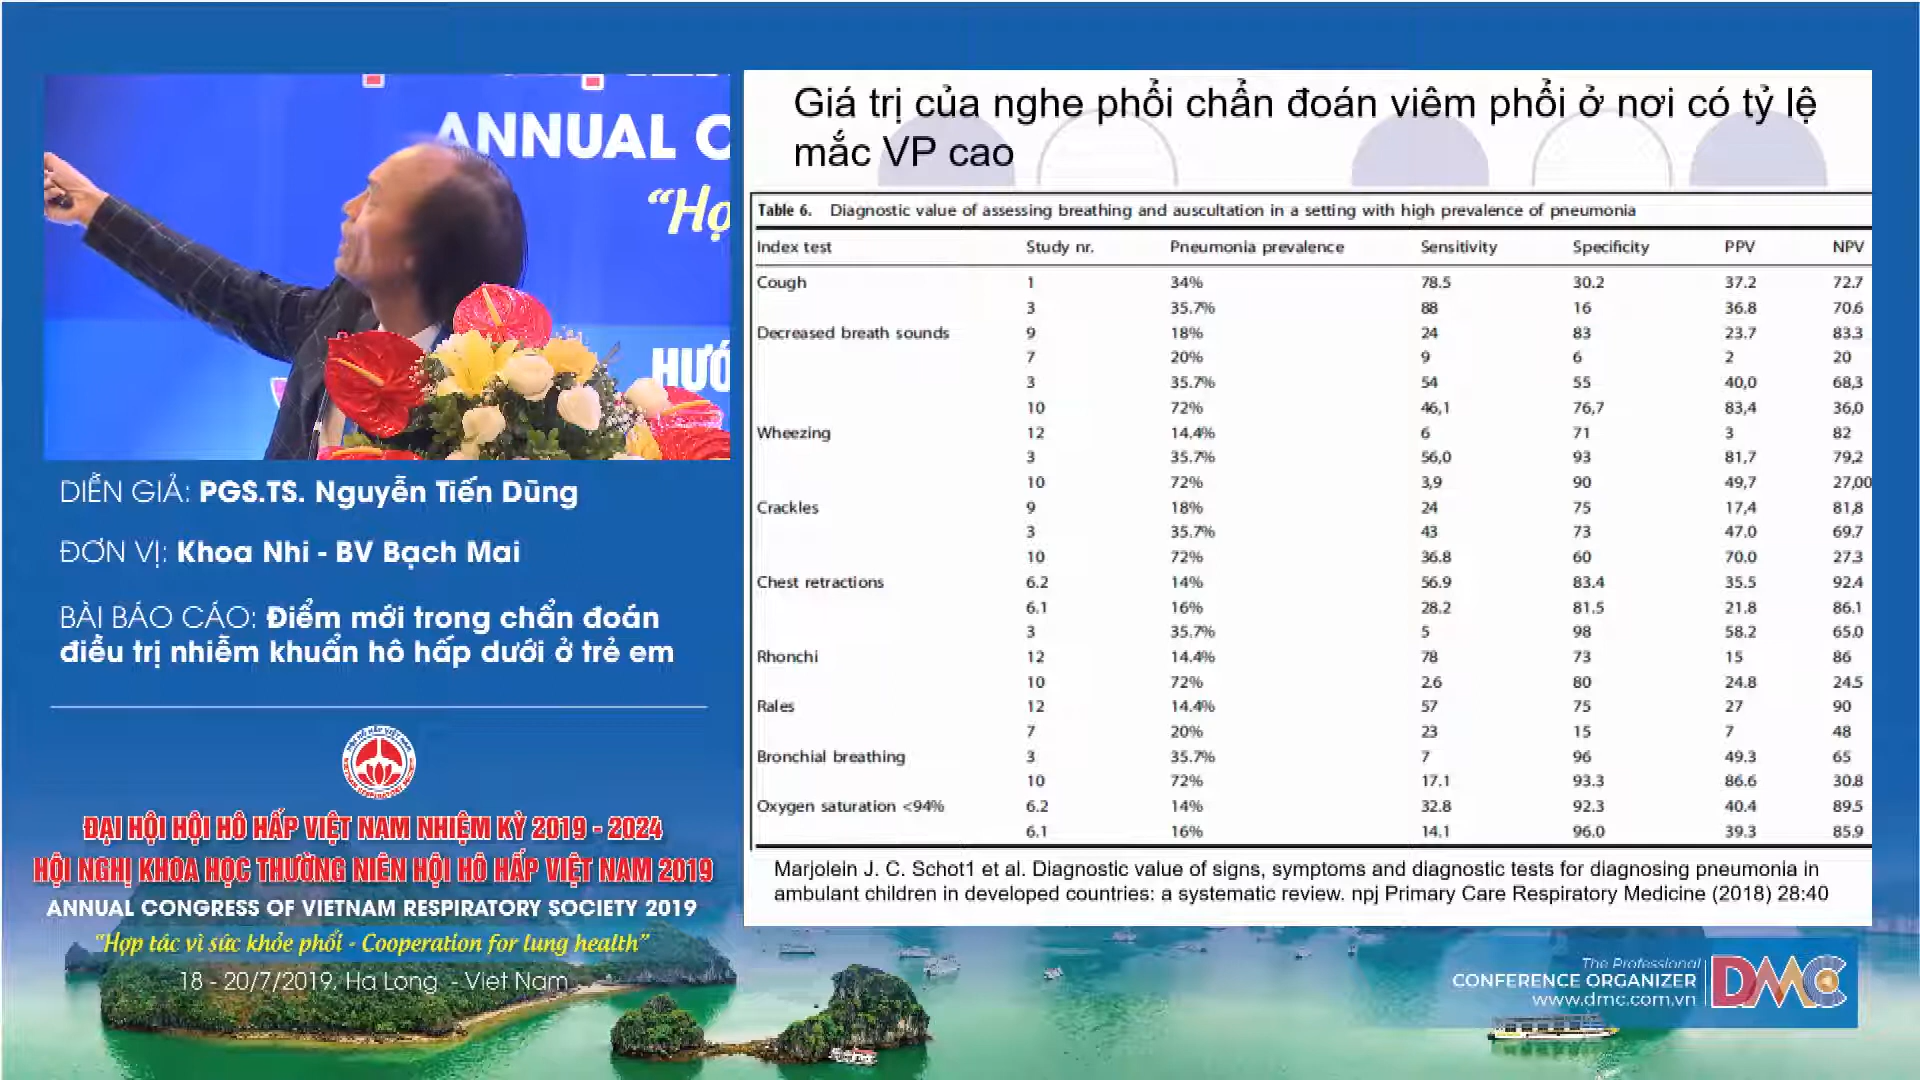 ANNUAL C
“Họ
HƯỚ
DIỄN GIẢ: PGS.TS. Nguyễn Tiến Dũng
ĐƠN VỊ: Khoa Nhi - BV Bạch Mai
BÀI BÁO CÁO: Điểm mới trong chẩn đoán
điều trị nhiễm khuẩn hô hấp dưới ở trẻ em
ĐẠI HỘI HỘI HÔ HẤP VIỆT NAM NHIỆM KỲ 2019 - 2024
HỘI NGHỊ KHOA HỌC THƯỜNG NIÊN HỘI HÔ HẤP VIỆT NAM 2019
ANNUAL CONGRESS OF VIETNAM RESPIRATORY SOCIETY 2019
“Hợp tác vì sức khỏe phổi - Cooperation for lung health”
18 - 20/7/2019, Ha Long - Viet Nam
Giá trị của nghe phổi chẩn đoán viêm phổi ở nơi có tỷ lệ
mắc VP cao
Table 6. Diagnostic value of assessing breathing and auscultation in a setting with high prevalence of pneumonia
Index test Study nr. Pneumonia prevalence Sensitivity Specificity PPV NPV
Cough 1 34% 78.5 30.2 37.2 72.7
3 35.7% 88 16 36.8 70.6
Decreased breath sounds 9 18% 24 83 23.7 83.3
7 20% 9 6 2 20
3 35.7% 54 55 40,0 68,3
10 72% 46,1 76,7 83,4 36,0
Wheezing 12 14.4% 6 71 3 82
3 35.7% 56,0 93 81,7 79,2
10 72% 3,9 90 49,7 27,00
Crackles 9 18% 24 75 17,4 81,8
3 35.7% 43 73 47.0 69.7
10 72% 36.8 60 70.0 27.3
Chest retractions 6.2 14% 56.9 83.4 35.5 92.4
6.1 16% 28.2 81.5 21.8 86.1
3 35.7% 5 98 58.2 65.0
Rhonchi 12 14.4% 78 73 15 86
10 72% 2.6 80 24.8 24.5
Rales 12 14.4% 57 75 27 90
7 20% 23 15 7 48
Bronchial breathing 3 35.7% 7 96 49.3 65
10 72% 17.1 93.3 86.6 30.8
Oxygen saturation <94% 6.2 14% 32.8 92.3 40.4 89.5
6.1 16% 14.1 96.0 39.3 85.9
Marjolein J. C. Schot1 et al. Diagnostic value of signs, symptoms and diagnostic tests for diagnosing pneumonia in
ambulant children in developed countries: a systematic review. npj Primary Care Respiratory Medicine (2018) 28:40
The Professional
CONFERENCE ORGANIZER
www.dmc.com.vn
DMC